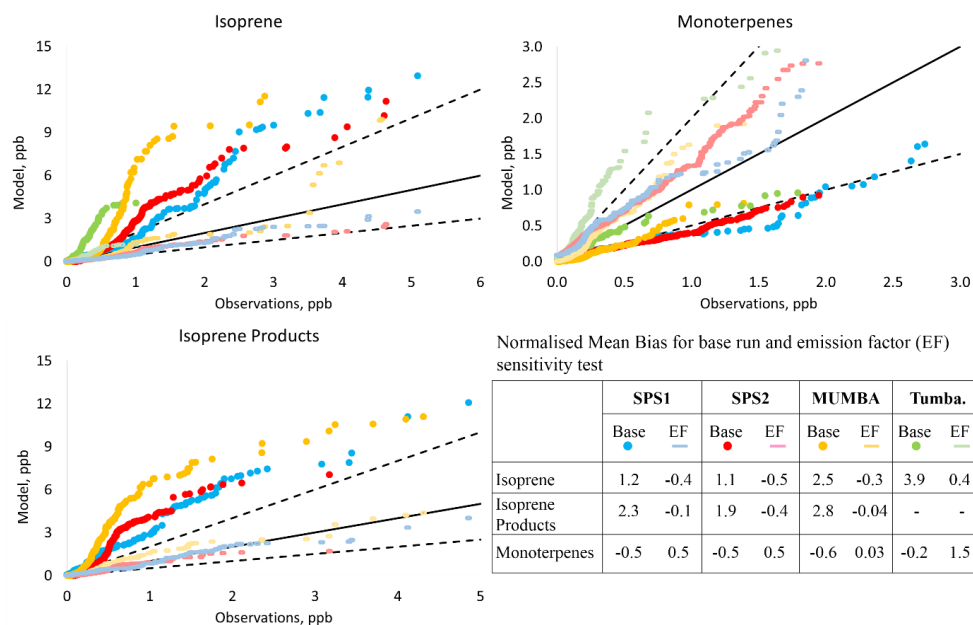 Isoprene
15
12
9
6
3
0
Model, ppb
0 1 2 3 4 5 6
Observations, ppb
Monoterpenes
3.0
2.5
2.0
1.5
1.0
0.5
0.0
Model, ppb
0.0 0.5 1.0 1.5 2.0 2.5 3.0
Observations, ppb
Isoprene Products
15
12
9
6
3
0
Model, ppb
0 1 2 3 4 5
Observations, ppb
Normalised Mean Bias for base run and emission factor (EF)
sensitivity test
SPS1 SPS2 MUMBA Tumba.
Base EF Base EF Base EF Base EF
Isoprene 1.2 -0.4 1.1 -0.5 2.5 -0.3 3.9 0.4
Isoprene
Products 2.3 -0.1 1.9 -0.4 2.8 -0.04 - -
Monoterpenes -0.5 0.5 -0.5 0.5 -0.6 0.03 -0.2 1.5